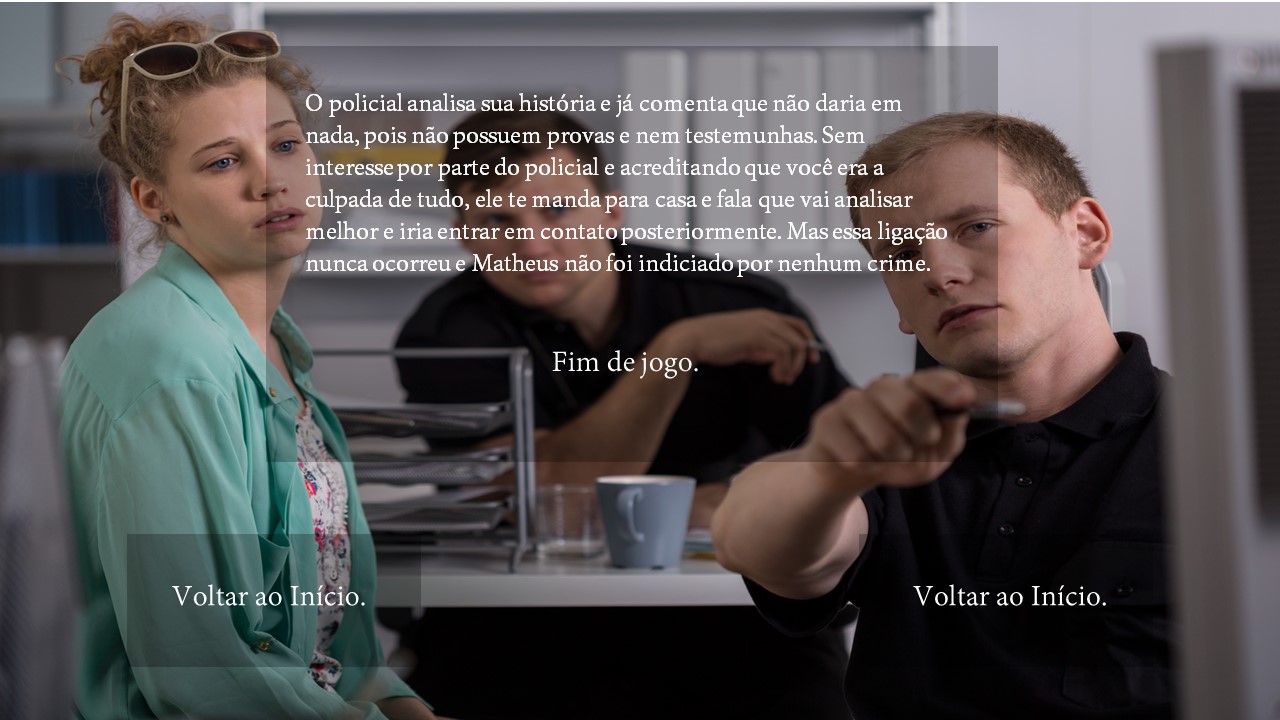 O policial analisa sua história e já comenta que não daria em
nada, pois não possuem provas e nem testemunhas. Sem
interesse por parte do policial e acreditando que você era a
culpada de tudo, ele te manda para casa e fala que vai analisar
melhor e iria entrar em contato posteriormente. Mas essa ligação
nunca ocorreu e Matheus não foi indiciado por nenhum crime.
Fim de jogo.
Voltar ao Início.
Voltar ao Início.